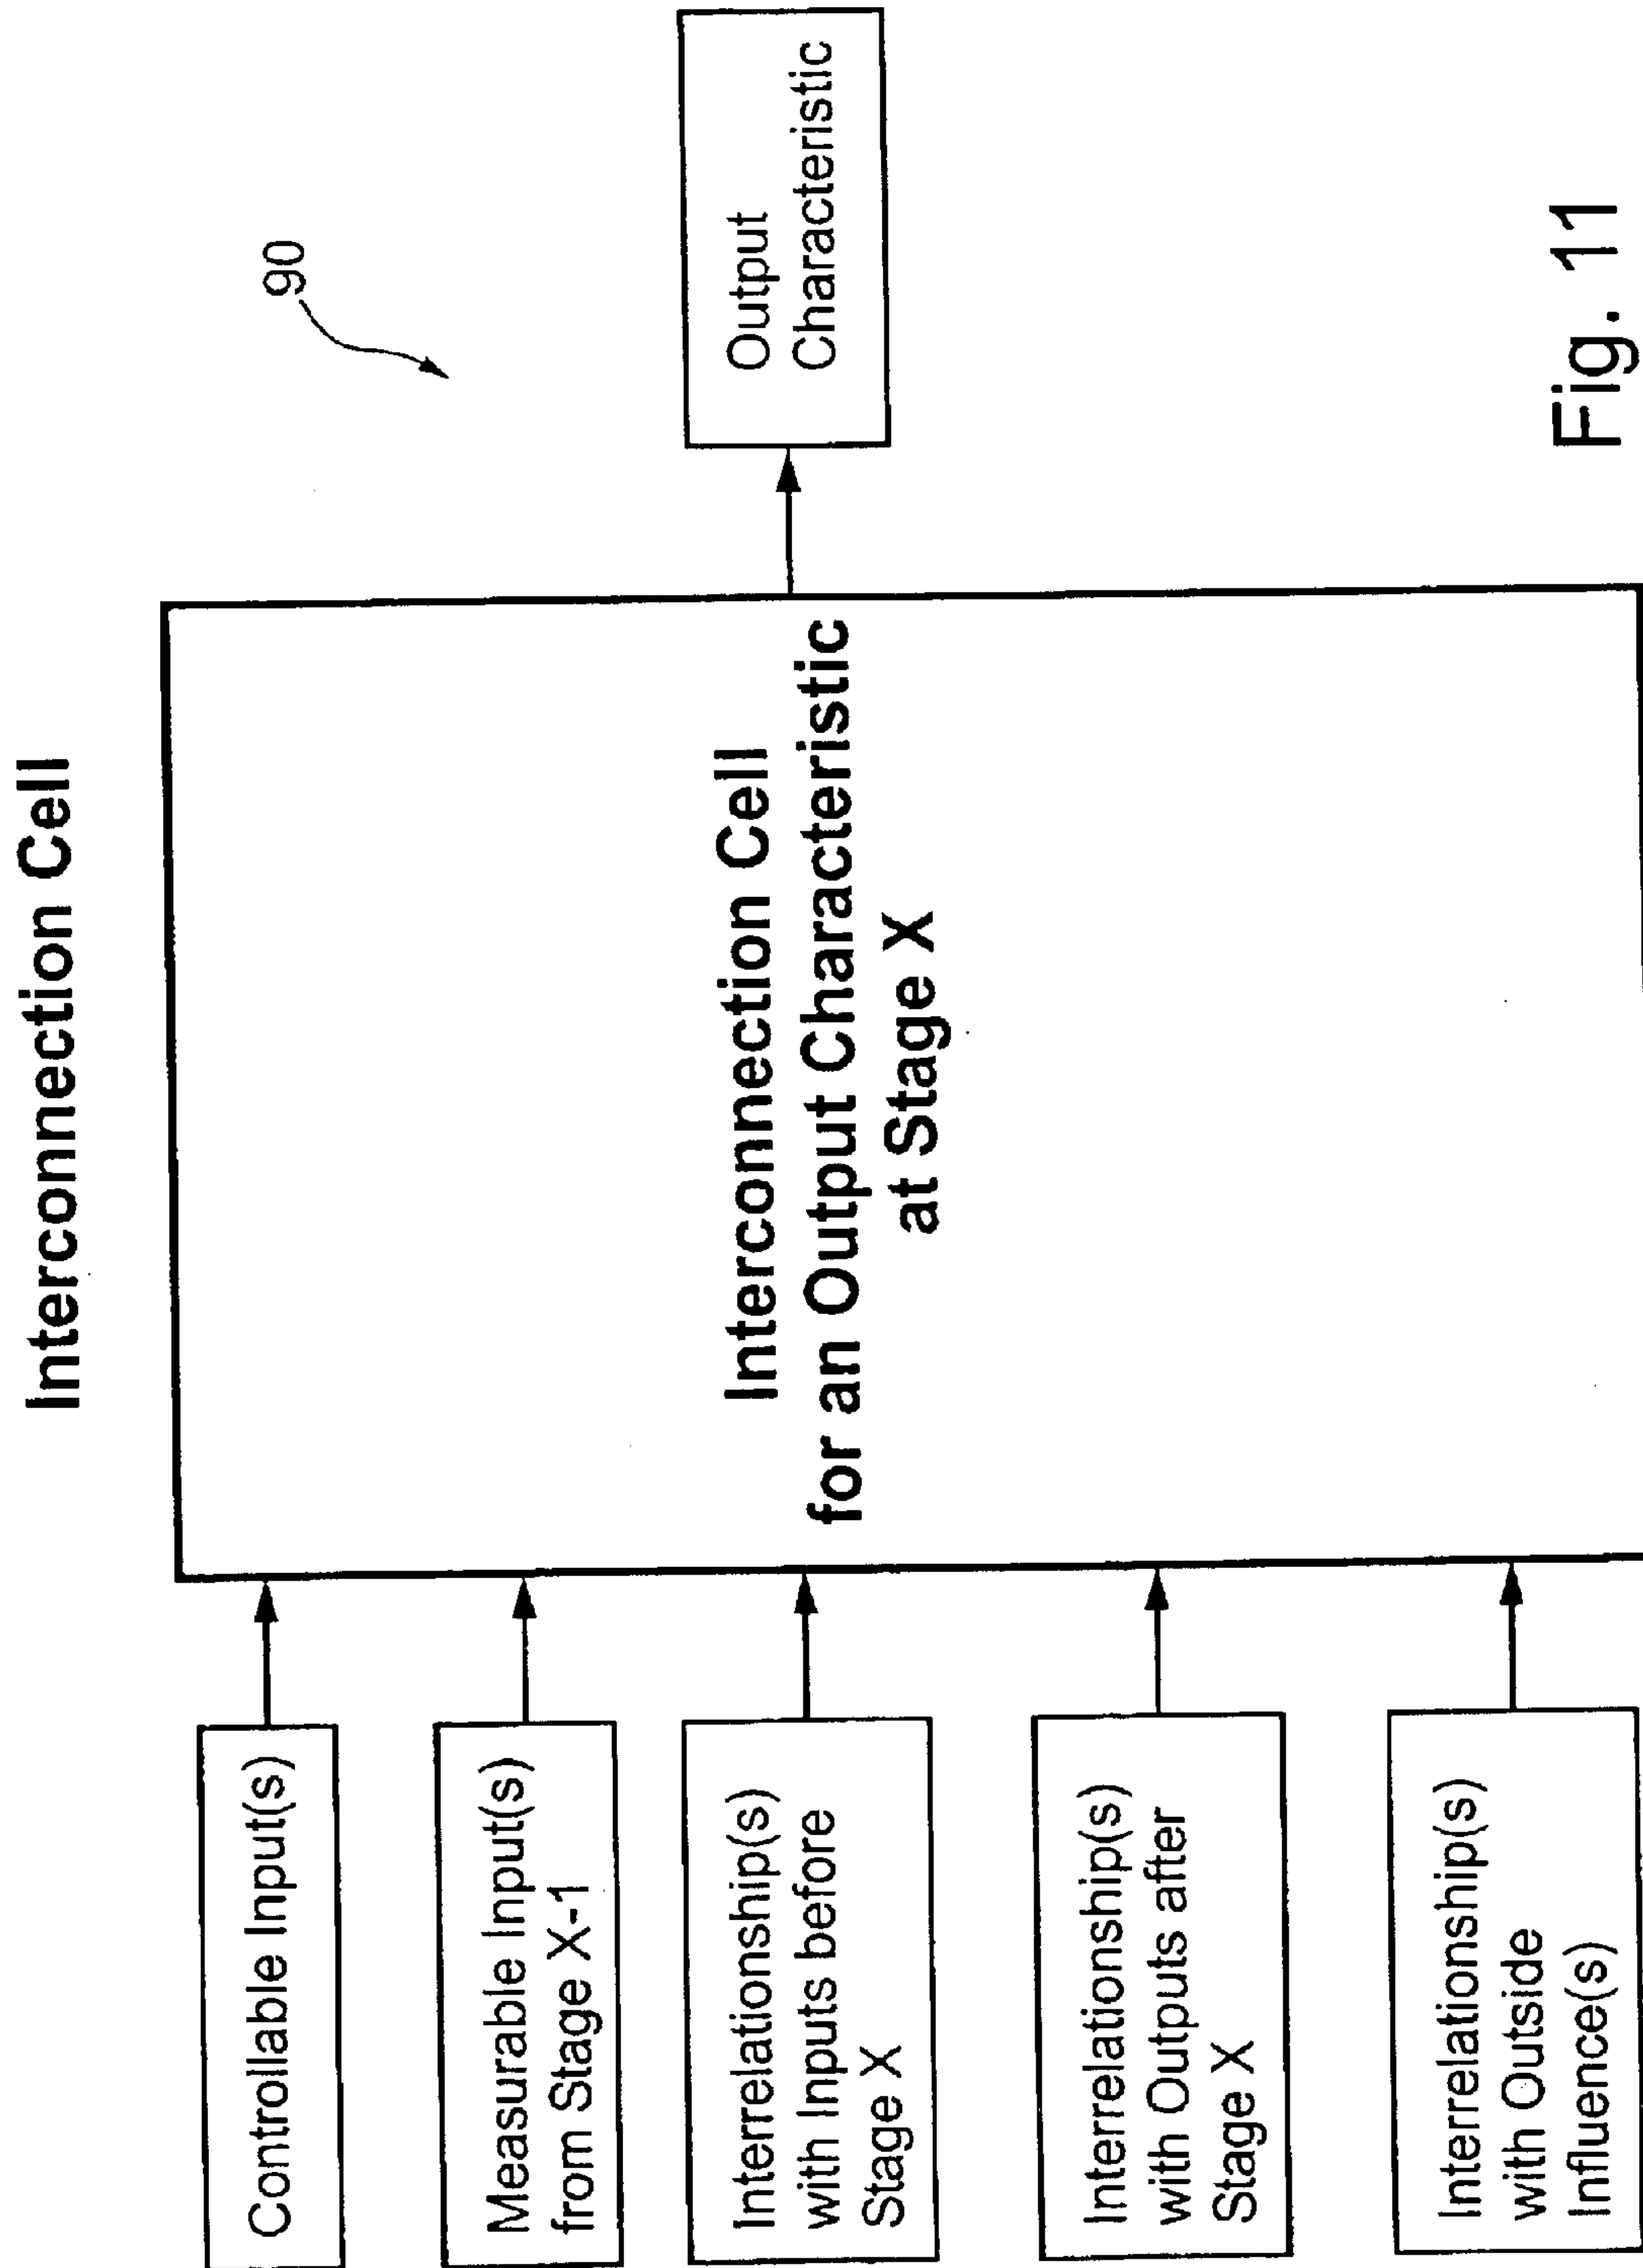 Interconnection Cell
90
Controllable Input(s)
Measurable Input(s)
from Stage X-1
Interrelationship(s)
with Inputs before
Stage X
Interrelationship(s)
with Outputs after
Stage X
Interrelationship(s)
with Outside
Influence(s)
Interconnection Cell
for an Output Characteristic
at Stage X
Output
Characteristic
Fig. 11